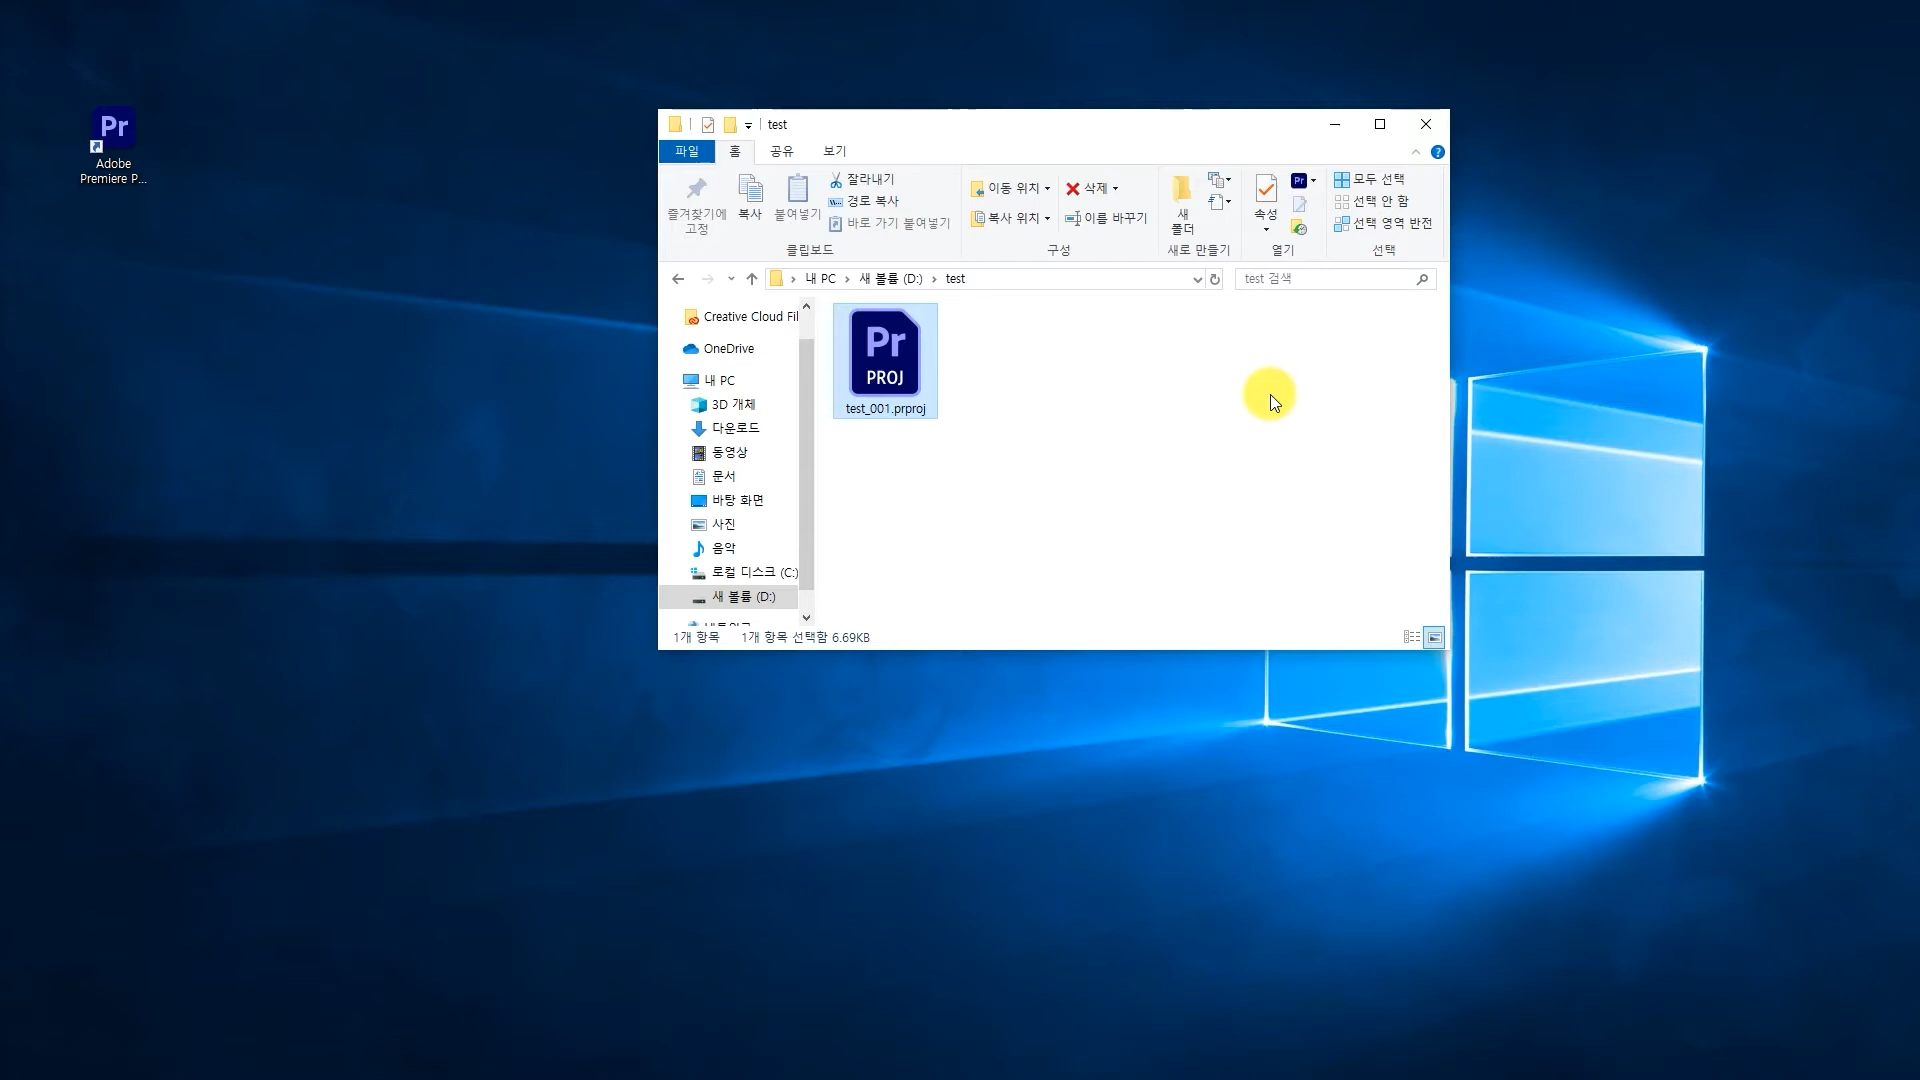 Pr
Adobe
Premiere P...
test
파일
홈
공유
보기
즐겨찾기에
고정
복사
붙여넣기
잘라내기
경로 복사
바로 가기 붙여넣기
클립보드
이동 위치
복사 위치
삭제
이름 바꾸기
구성
새
폴더
새로 만들기
속성
Pr
열기
모두 선택
선택 안 함
선택 영역 반전
선택
내 PC
새 볼륨 (D:)
test
test 검색
Creative Cloud Fil
OneDrive
내 PC
3D 개체
다운로드
동영상
문서
바탕 화면
사진
음악
로컬 디스크 (C:)
새 볼륨 (D:)
Pr
PROJ
test_001.prproj
1개 항목
1개 항목 선택함 6.69KB